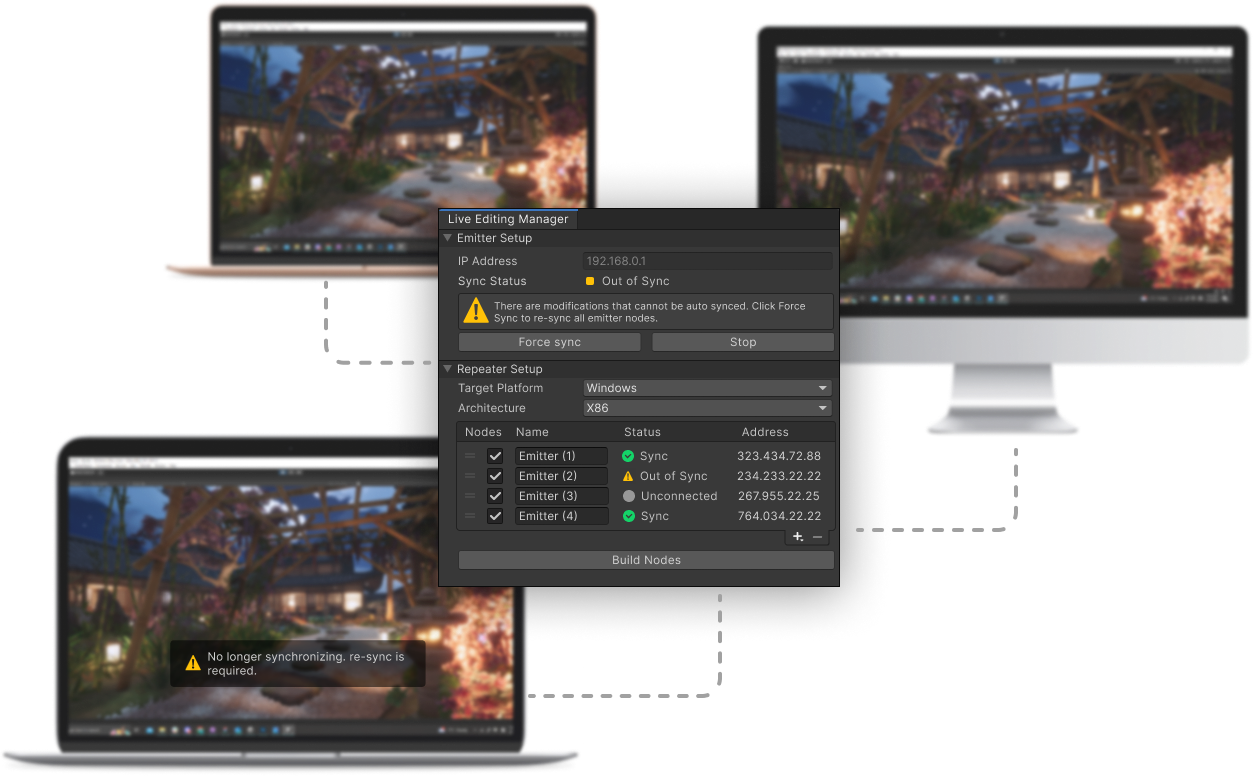 Live Editing Manager
Emitter Setup
IP Address 192.168.0.1
Sync Status Out of Sync
There are modifications that cannot be auto synced. Click Force
Sync to re-sync all emitter nodes.
Force sync Stop
Repeater Setup
Target Platform Windows
Architecture X86
Nodes Name Status Address
Emitter (1) Sync 323.434.72.88
Emitter (2) Out of Sync 234.233.22.22
Emitter (3) Unconnected 267.955.22.25
Emitter (4) Sync 764.034.22.22
Build Nodes
No longer synchronizing. re-sync is
required.